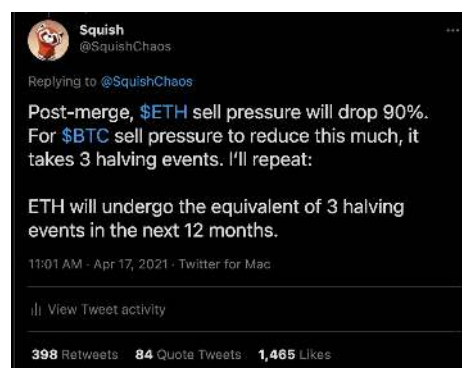 Squish
@SquishChaos
Replying to @SquishChaos
Post-merge, $ETH sell pressure will drop 90%.
For $BTC sell pressure to reduce this much, it
takes 3 halving events. I'll repeat:
ETH will undergo the equivalent of 3 halving
events in the next 12 months.
11:01 AM · Apr 17, 2021 · Twitter for Mac
View Tweet activity
398 Retweets 84 Quote Tweets 1,465 Likes